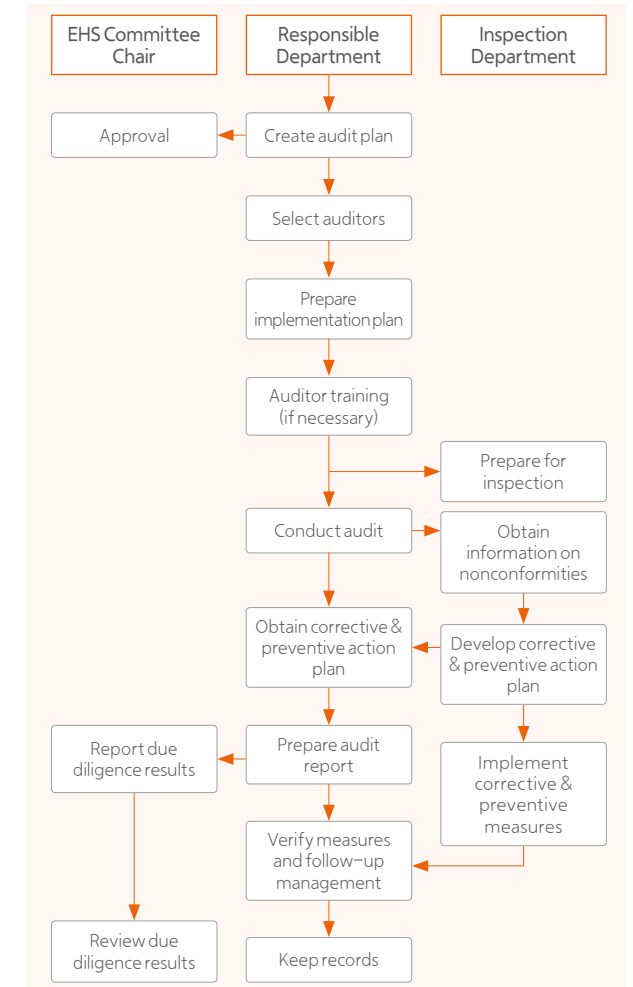 EHS Committee
Chair
Responsible
Department
Inspection
Department
Approval
Create audit plan
Select auditors
Prepare
implementation plan
Auditor training
(if necessary)
Prepare for
inspection
Conduct audit
Obtain
information on
nonconformities
Obtain corrective &
preventive action
plan
Develop corrective
& preventive action
plan
Report due
diligence results
Prepare audit
report
Implement
corrective &
preventive
measures
Verify measures
and follow-up
management
Review due
diligence results
Keep records